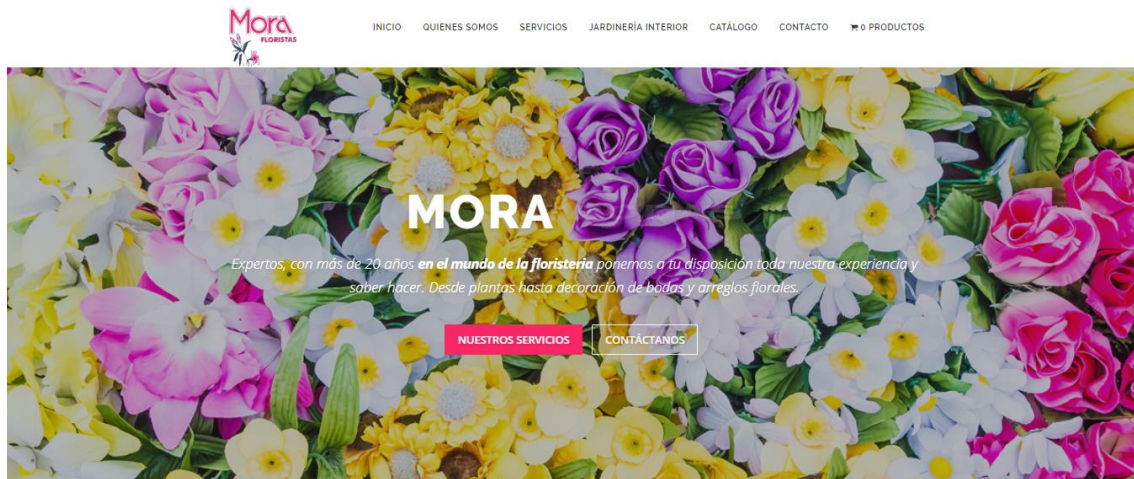 Mora
FLORISTAS
INICIO QUIENES SOMOS SERVICIOS JARDINERÍA INTERIOR CATÁLOGO CONTACTO 0 PRODUCTOS
MORA
Expertos, con más de 20 años en el mundo de la floristeria ponemos a tu disposición toda nuestra experiencia y
saber hacer. Desde plantas hasta decoración de bodas y arreglos florales.
NUESTROS SERVICIOS CONTÁCTANOS